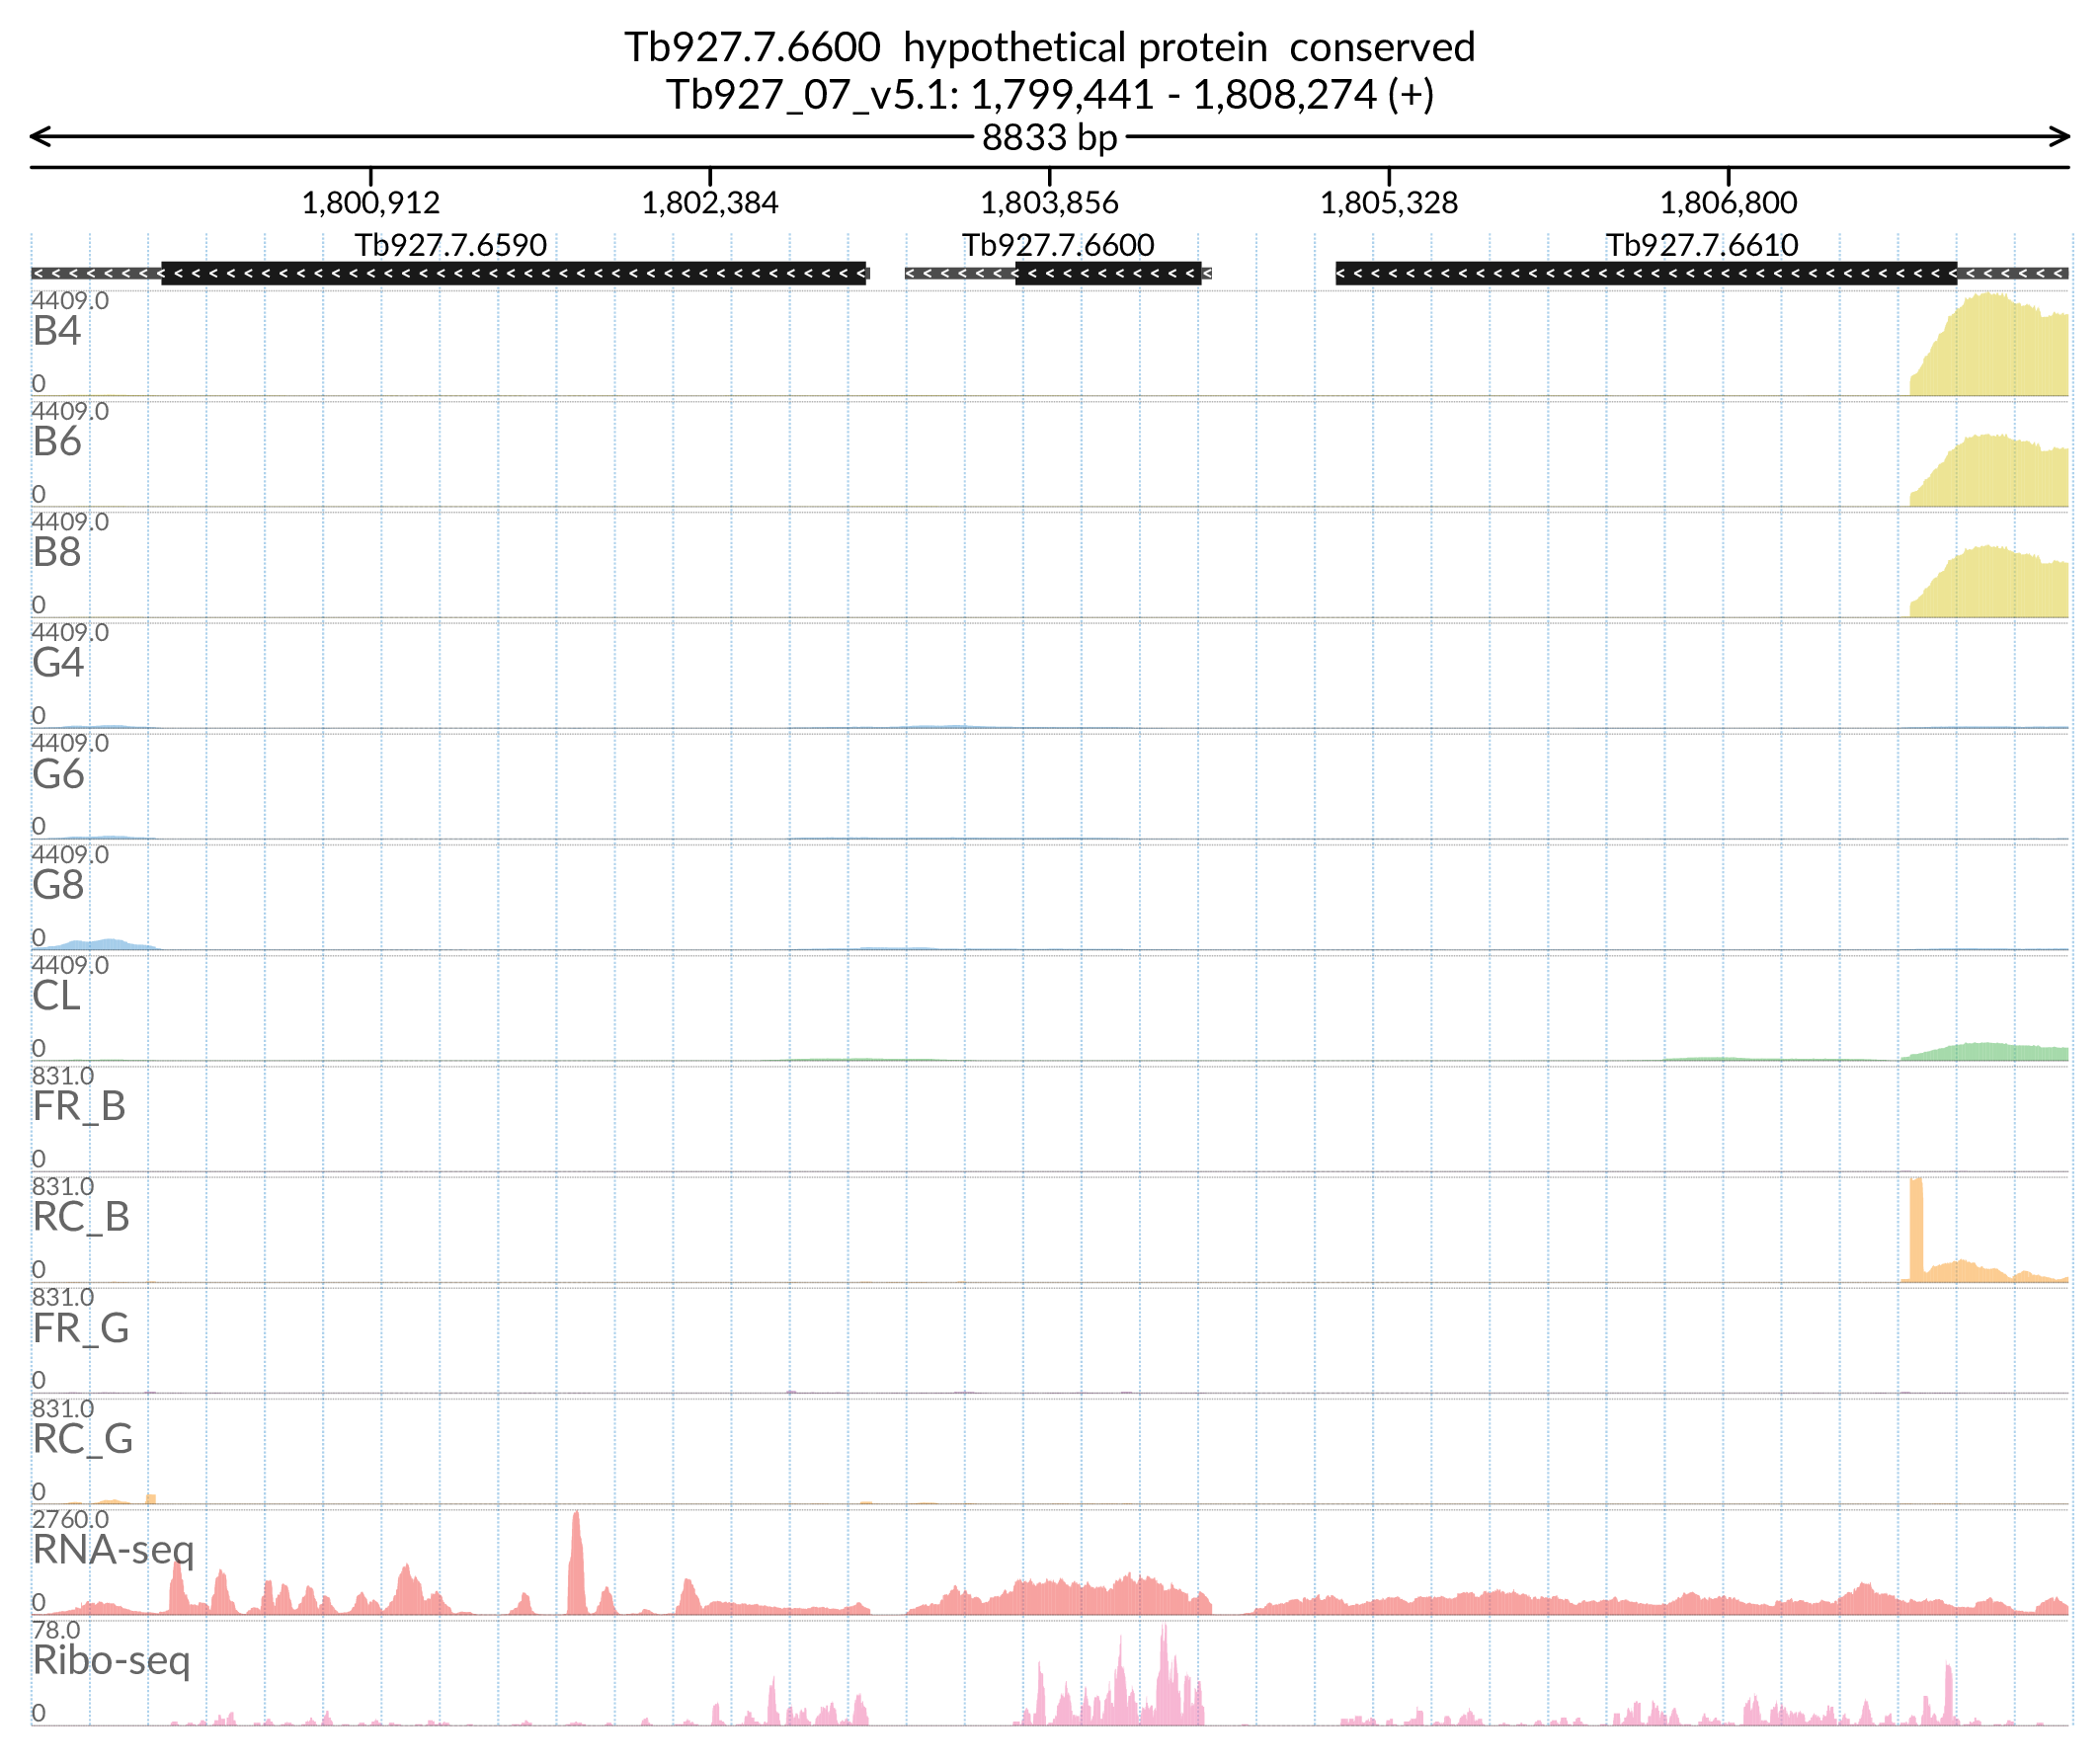 Tb927.7.6600 hypothetical protein conserved
Tb927_07_v5.1: 1,799,441 - 1,808,274 (+)
8833 bp
1,800,912 1,802,384 1,803,856 1,805,328 1,806,800
Tb927.7.6590 Tb927.7.6600 Tb927.7.6610
4409.0
B4
0
4409.0
B6
0
4409.0
B8
0
4409.0
G4
0
4409.0
G6
0
4409.0
G8
0
4409.0
CL
0
831.0
FR_B
0
831.0
RC_B
0
831.0
FR_G
0
831.0
RC_G
0
2760.0
RNA-seq
0
78.0
Ribo-seq
0